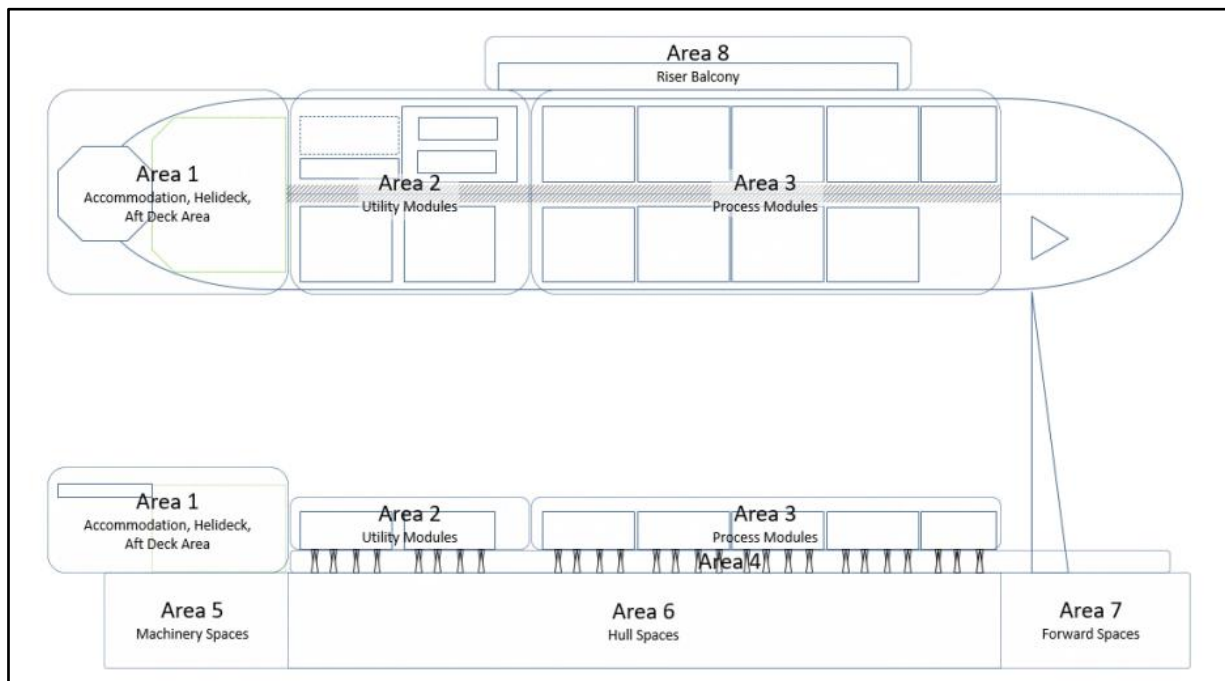 Area 8
Riser Balcony
Area 1
Accommodation, Helideck,
Aft Deck Area
Area 2
Utility Modules
Area 3
Process Modules
Area 1
Accommodation, Helideck,
Aft Deck Area
Area 2
Utility Modules
Area 3
Process Modules
Area 4
Area 5
Machinery Spaces
Area 6
Hull Spaces
Area 7
Forward Spaces